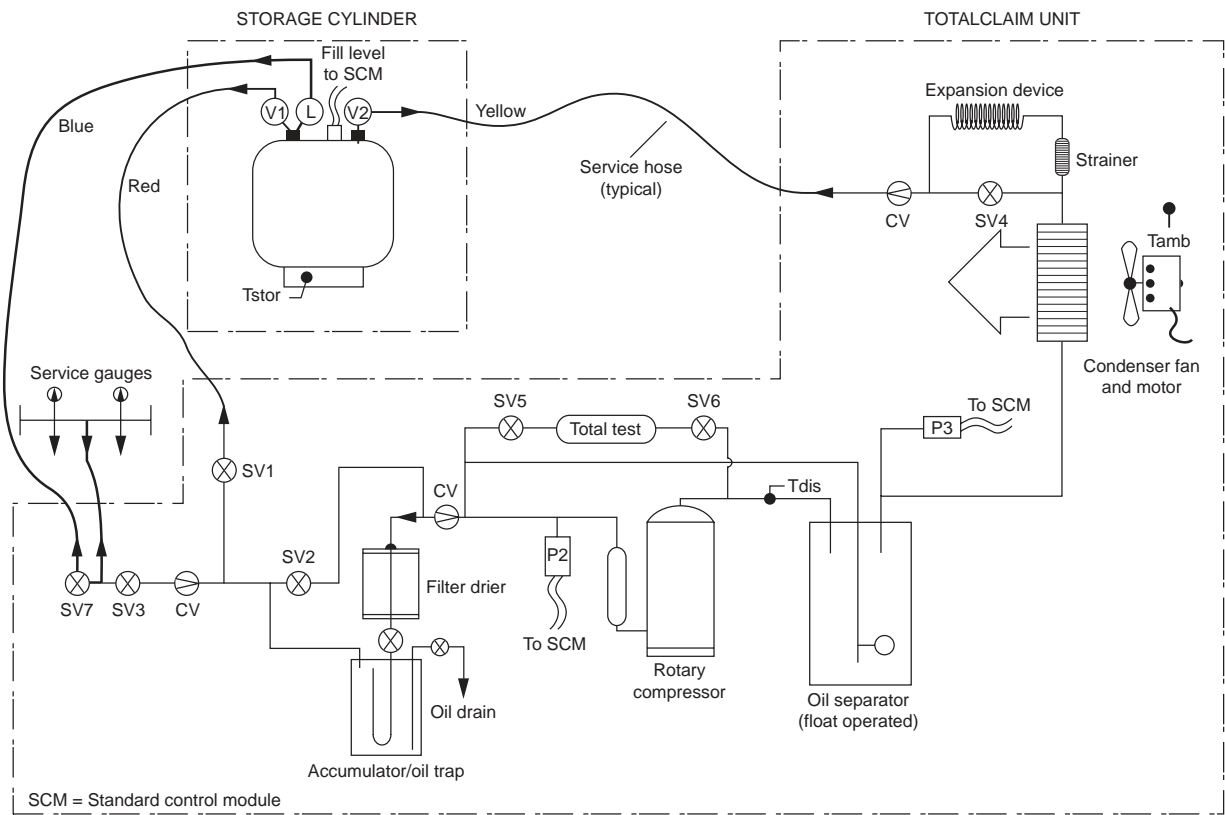 STORAGE CYLINDER
TOTALCLAIM UNIT
Fill level
to SCM
V1
L
V2
Yellow
Blue
Red
Service hose
(typical)
Expansion device
Strainer
CV
SV4
Tamb
Tstor
Condenser fan
and motor
Service gauges
SV5
Total test
SV6
To SCM
P3
SV1
CV
Tdis
SV2
P2
Filter drier
SV7
SV3
CV
To SCM
Rotary
compressor
Oil drain
Oil separator
(float operated)
Accumulator/oil trap
SCM = Standard control module